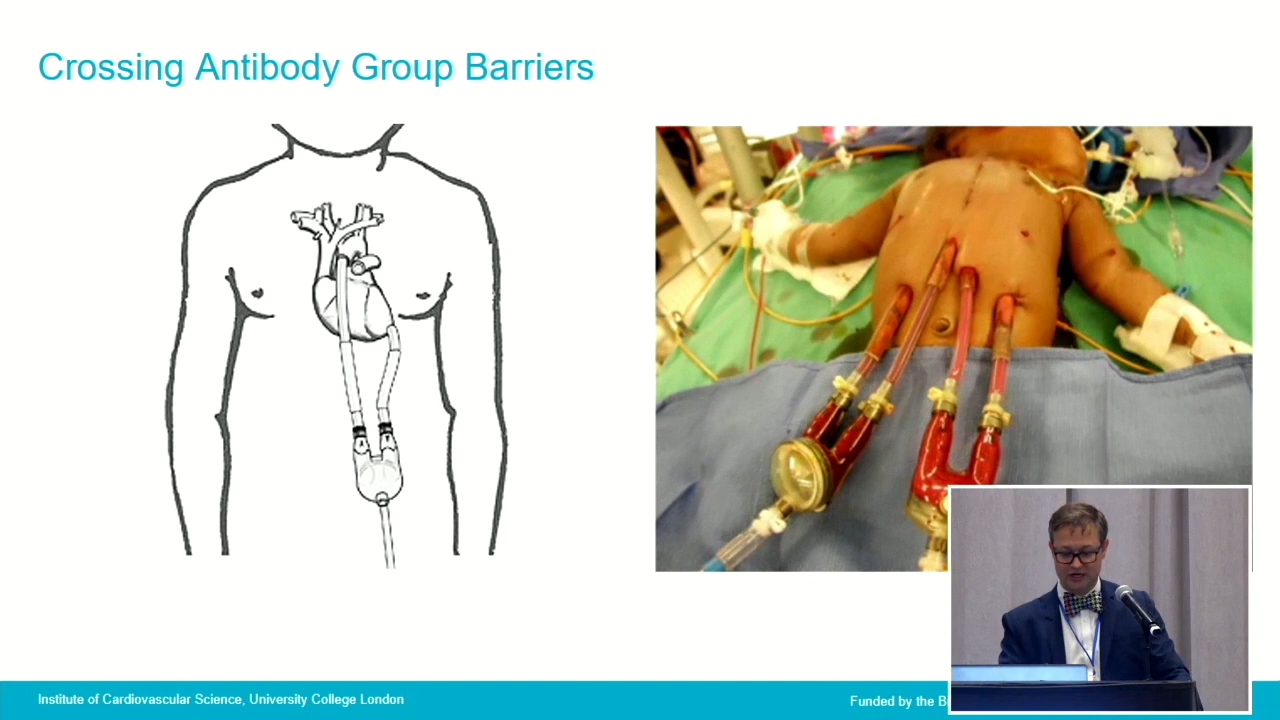 Crossing Antibody Group Barriers
Institute of Cardiovascular Science, University College London
Funded by the